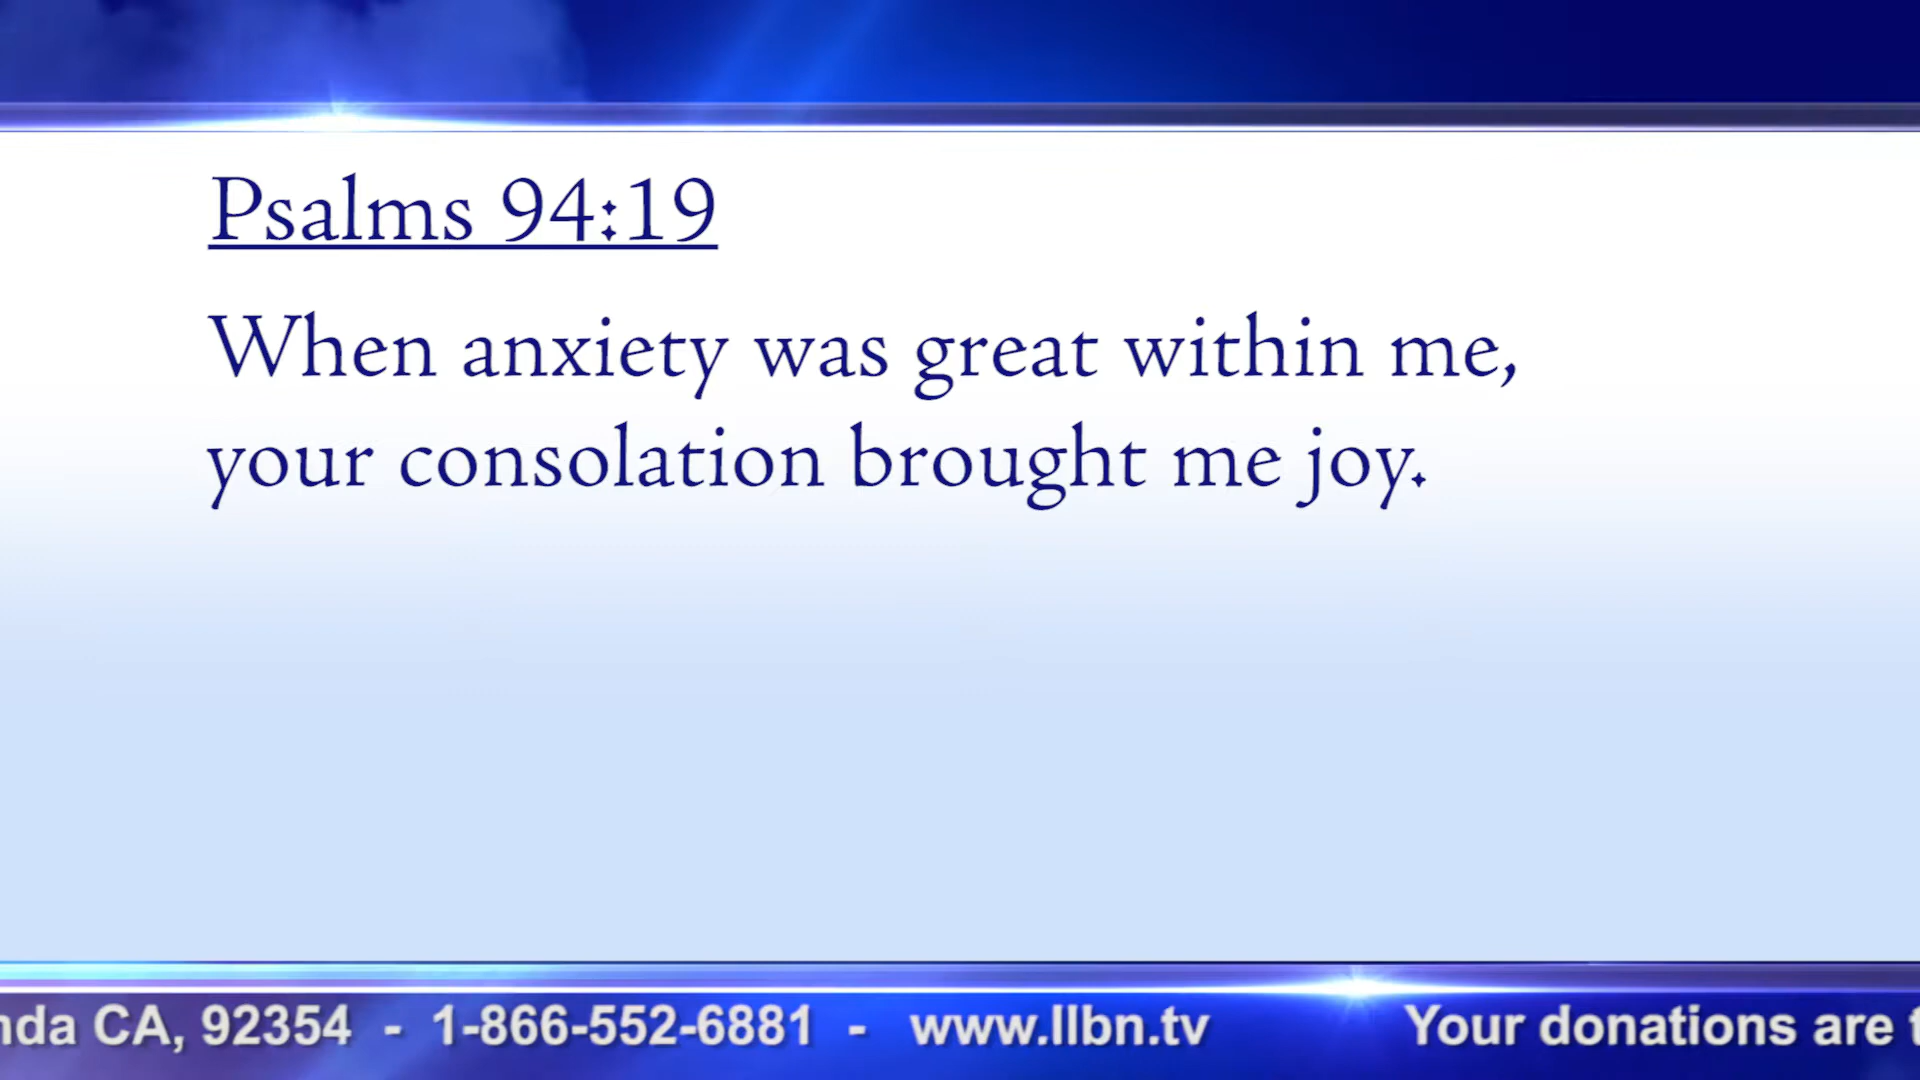 Psalms 94:19
When anxiety was great within me,
your consolation brought me joy.
CA, 92354 - 1-866-552-6881 - www.llbn.tv Your donations are